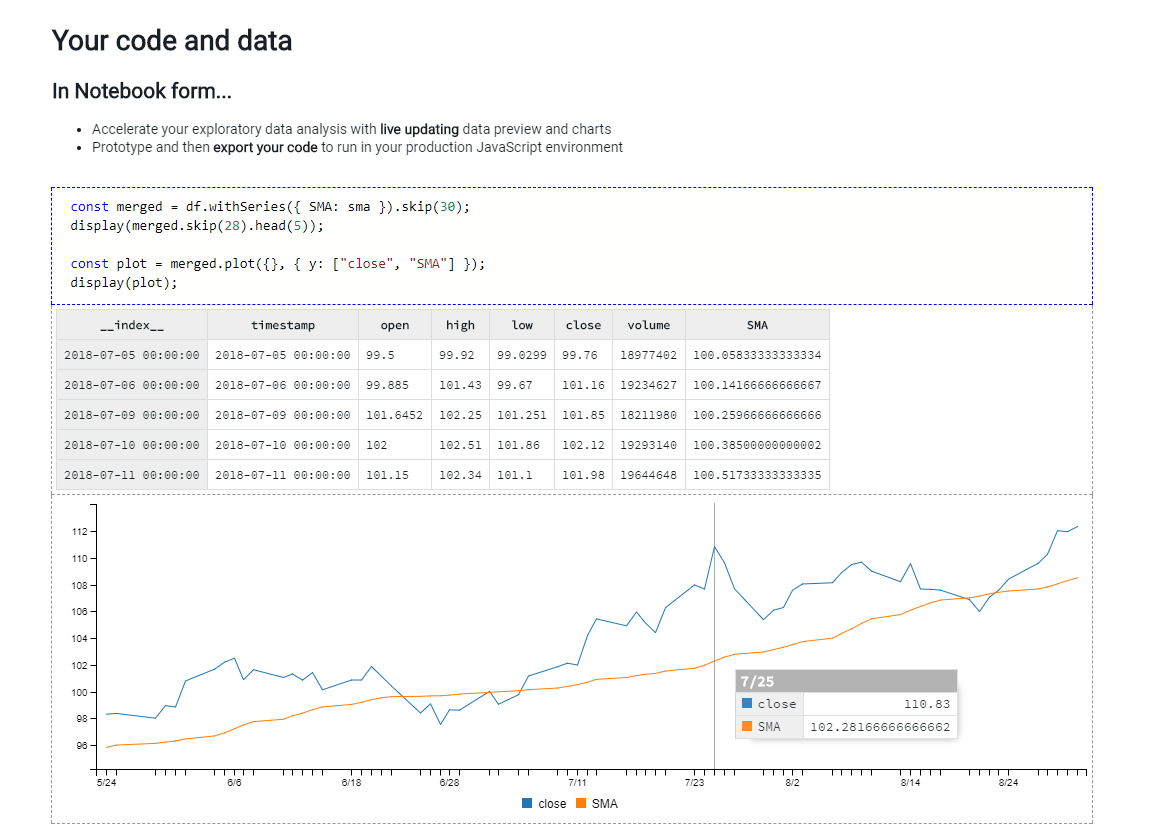 Your code and data
In Notebook form...
Accelerate your exploratory data analysis with live updating data preview and charts
Prototype and then export your code to run in your production JavaScript environment
const merged = df.withSeries({ SMA: sma }).skip(30);
display(merged.skip(28).head(5));
const plot = merged.plot({}, { y: ["close", "SMA"] });
display(plot);
__index__ timestamp open high low close volume SMA
2018-07-05 00:00:00 2018-07-05 00:00:00 99.5 99.92 99.0299 99.76 18977402 100.05833333333334
2018-07-06 00:00:00 2018-07-06 00:00:00 99.885 101.43 99.67 101.16 19234627 100.14166666666667
2018-07-09 00:00:00 2018-07-09 00:00:00 101.6452 102.25 101.251 101.85 18211980 100.25966666666666
2018-07-10 00:00:00 2018-07-10 00:00:00 102 102.51 101.86 102.12 19293140 100.38500000000002
2018-07-11 00:00:00 2018-07-11 00:00:00 101.15 102.34 101.1 101.98 19644648 100.51733333333335
112
110
108
106
104
102
100
98
96
7/25
close 110.83
SMA 102.28166666666662
5/24 6/6 6/18 6/28 7/11 7/23 8/2 8/14 8/24
close SMA